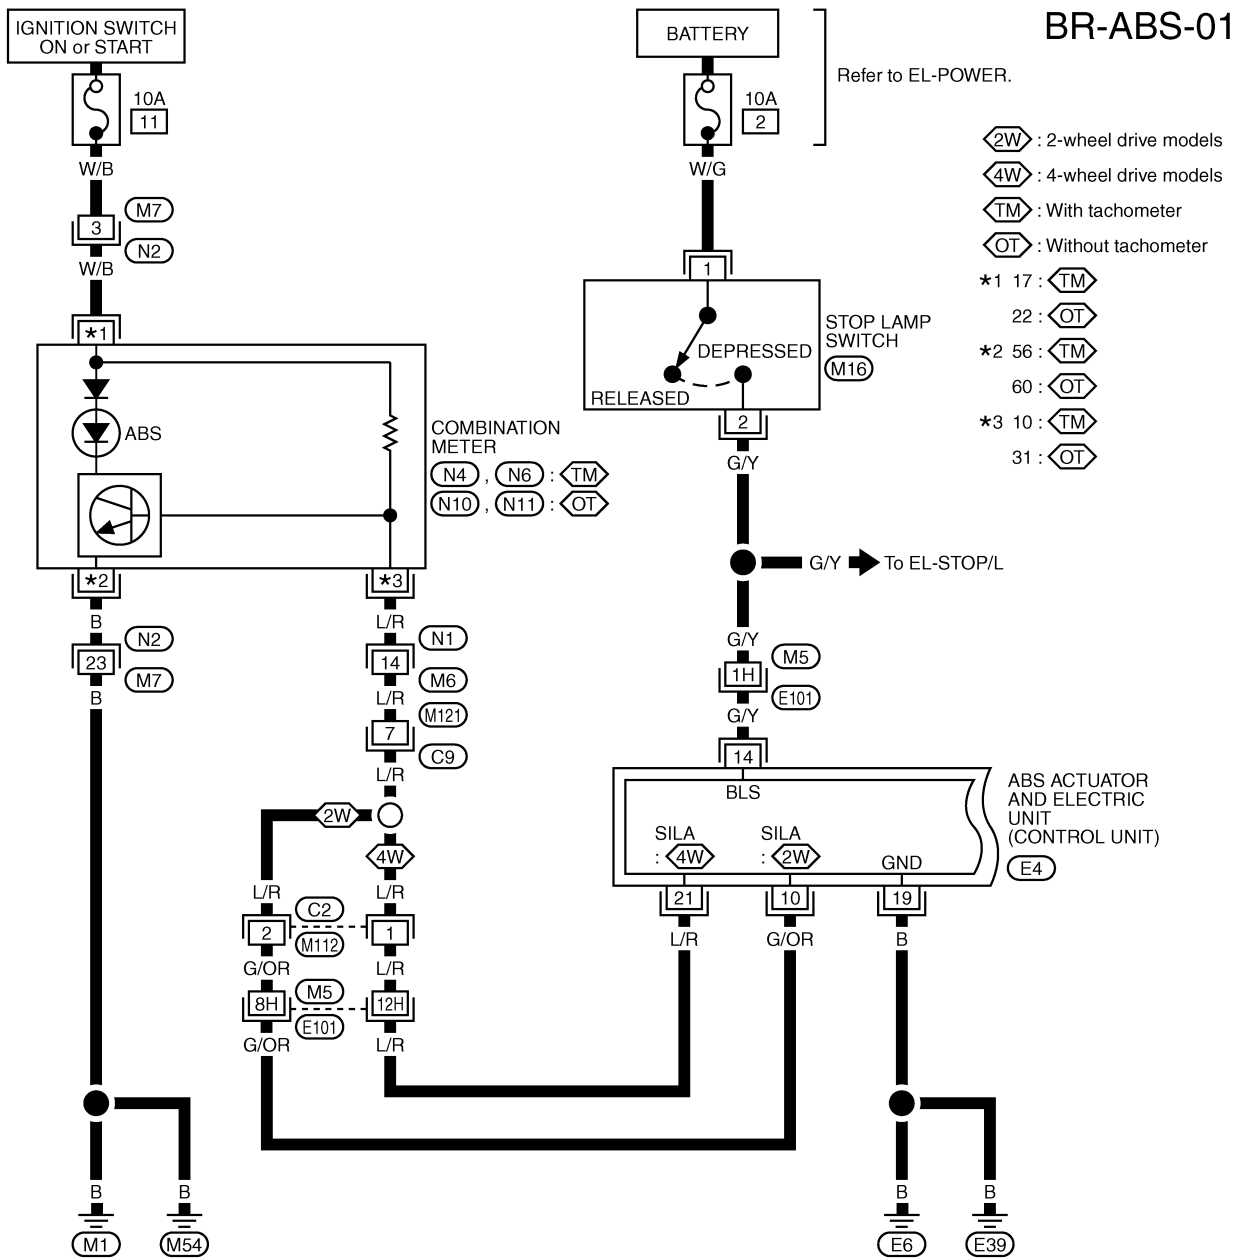 BR-ABS-01
IGNITION SWITCH
ON or START
BATTERY
Refer to EL-POWER.
10A
11
10A
2
W/B
W/G
2W : 2-wheel drive models
4W : 4-wheel drive models
TM : With tachometer
OT : Without tachometer
*1 17 : TM
22 : OT
*2 56 : TM
60 : OT
*3 10 : TM
31 : OT
3
M7
N2
W/B
*1
1
STOP LAMP
SWITCH
M16
DEPRESSED
RELEASED
2
G/Y
ABS
COMBINATION
METER
N4 , N6 : TM
N10 , N11 : OT
*2
*3
G/Y
To EL-STOP/L
B
L/R
N2
23
M7
B
N1
14
M6
L/R
M121
7
C9
L/R
G/Y
M5
1H
E101
G/Y
14
BLS
ABS ACTUATOR
AND ELECTRIC
UNIT
(CONTROL UNIT)
E4
SILA
: 4W
SILA
: 2W
GND
21
10
19
L/R
G/OR
B
2W
4W
L/R
L/R
2
C2
M112
1
G/OR
L/R
8H
M5
E101
12H
G/OR
L/R
B
B
B
B
M1
M54
E6
E39